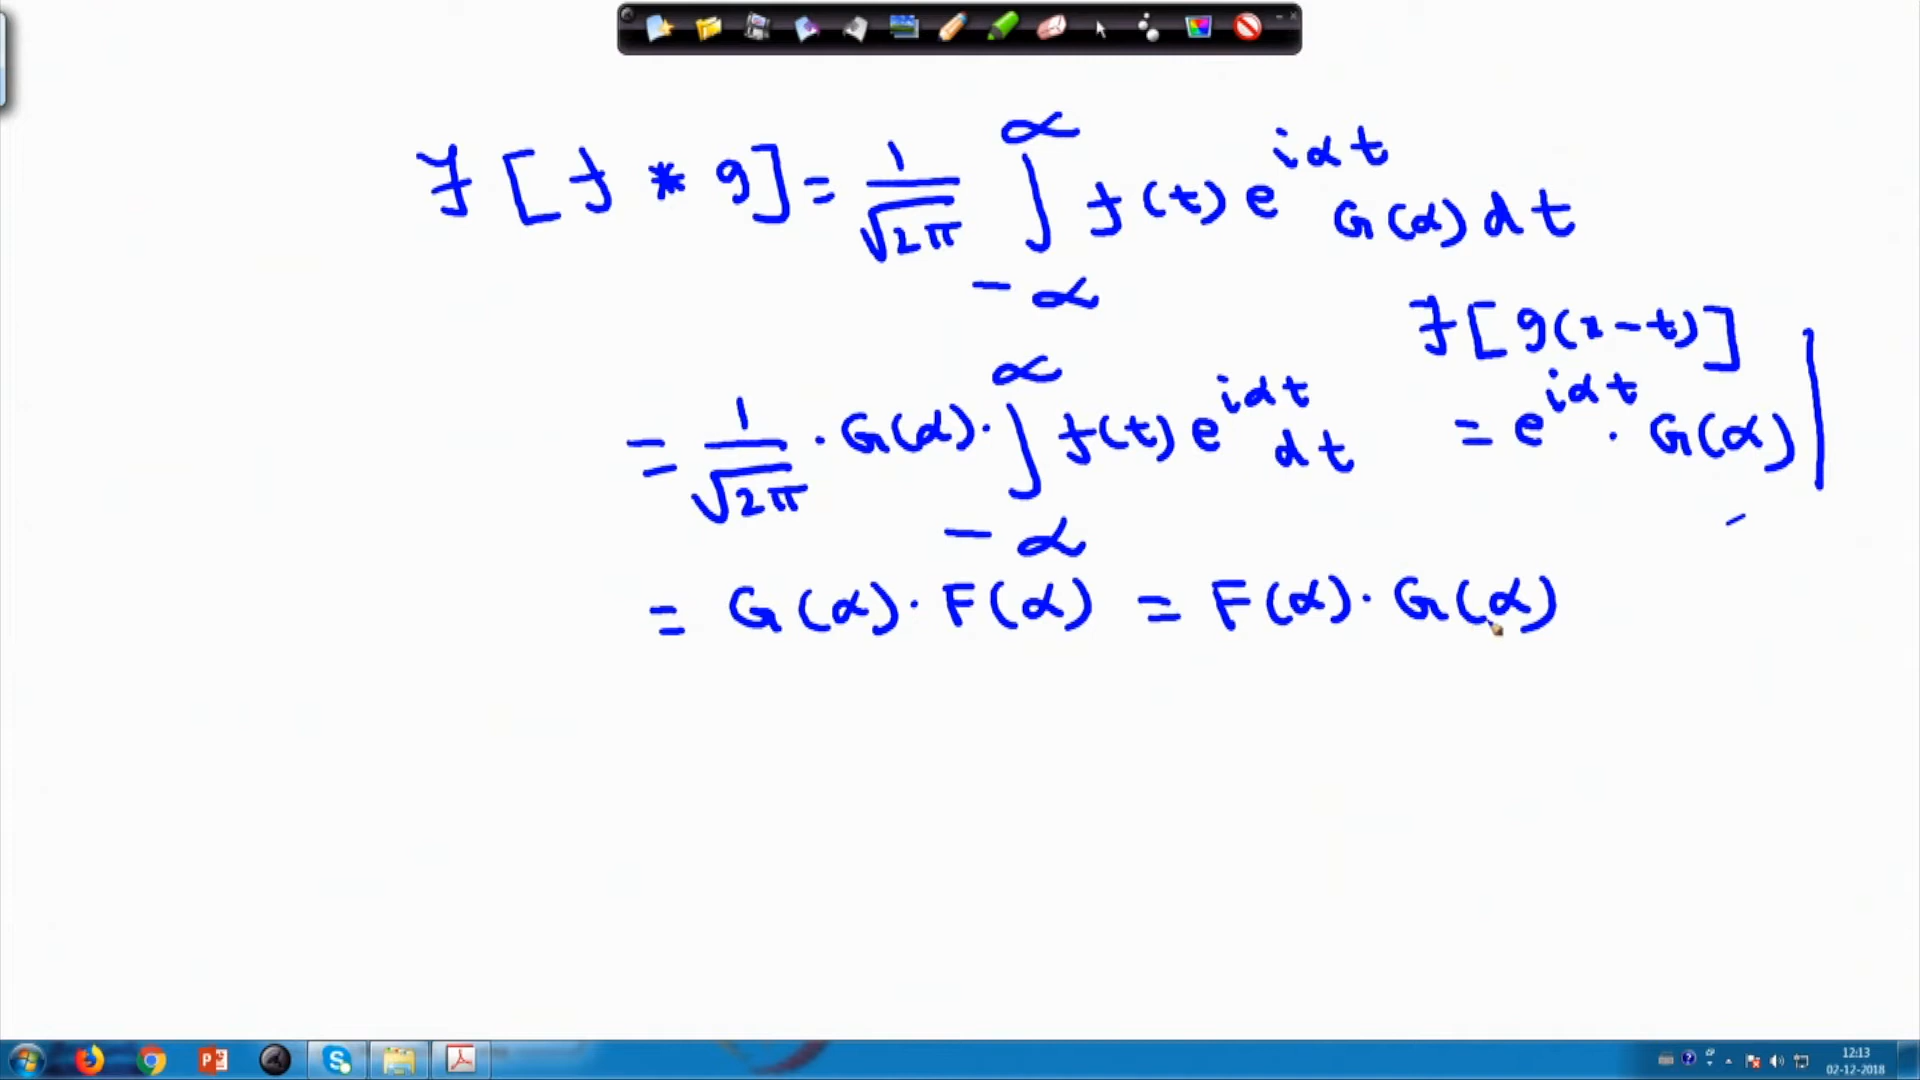 F[f * g] = 1/√2π ∫_{-∝}^{∝} f(t) e^{iαt} G(α) dt
F[g(x-t)]
= 1/√2π · G(α) · ∫_{-∝}^{∝} f(t) e^{iαt} dt
= e^{iαt} · G(α)
= G(α) · F(α) = F(α) · G(α)
12:13
02-12-2018